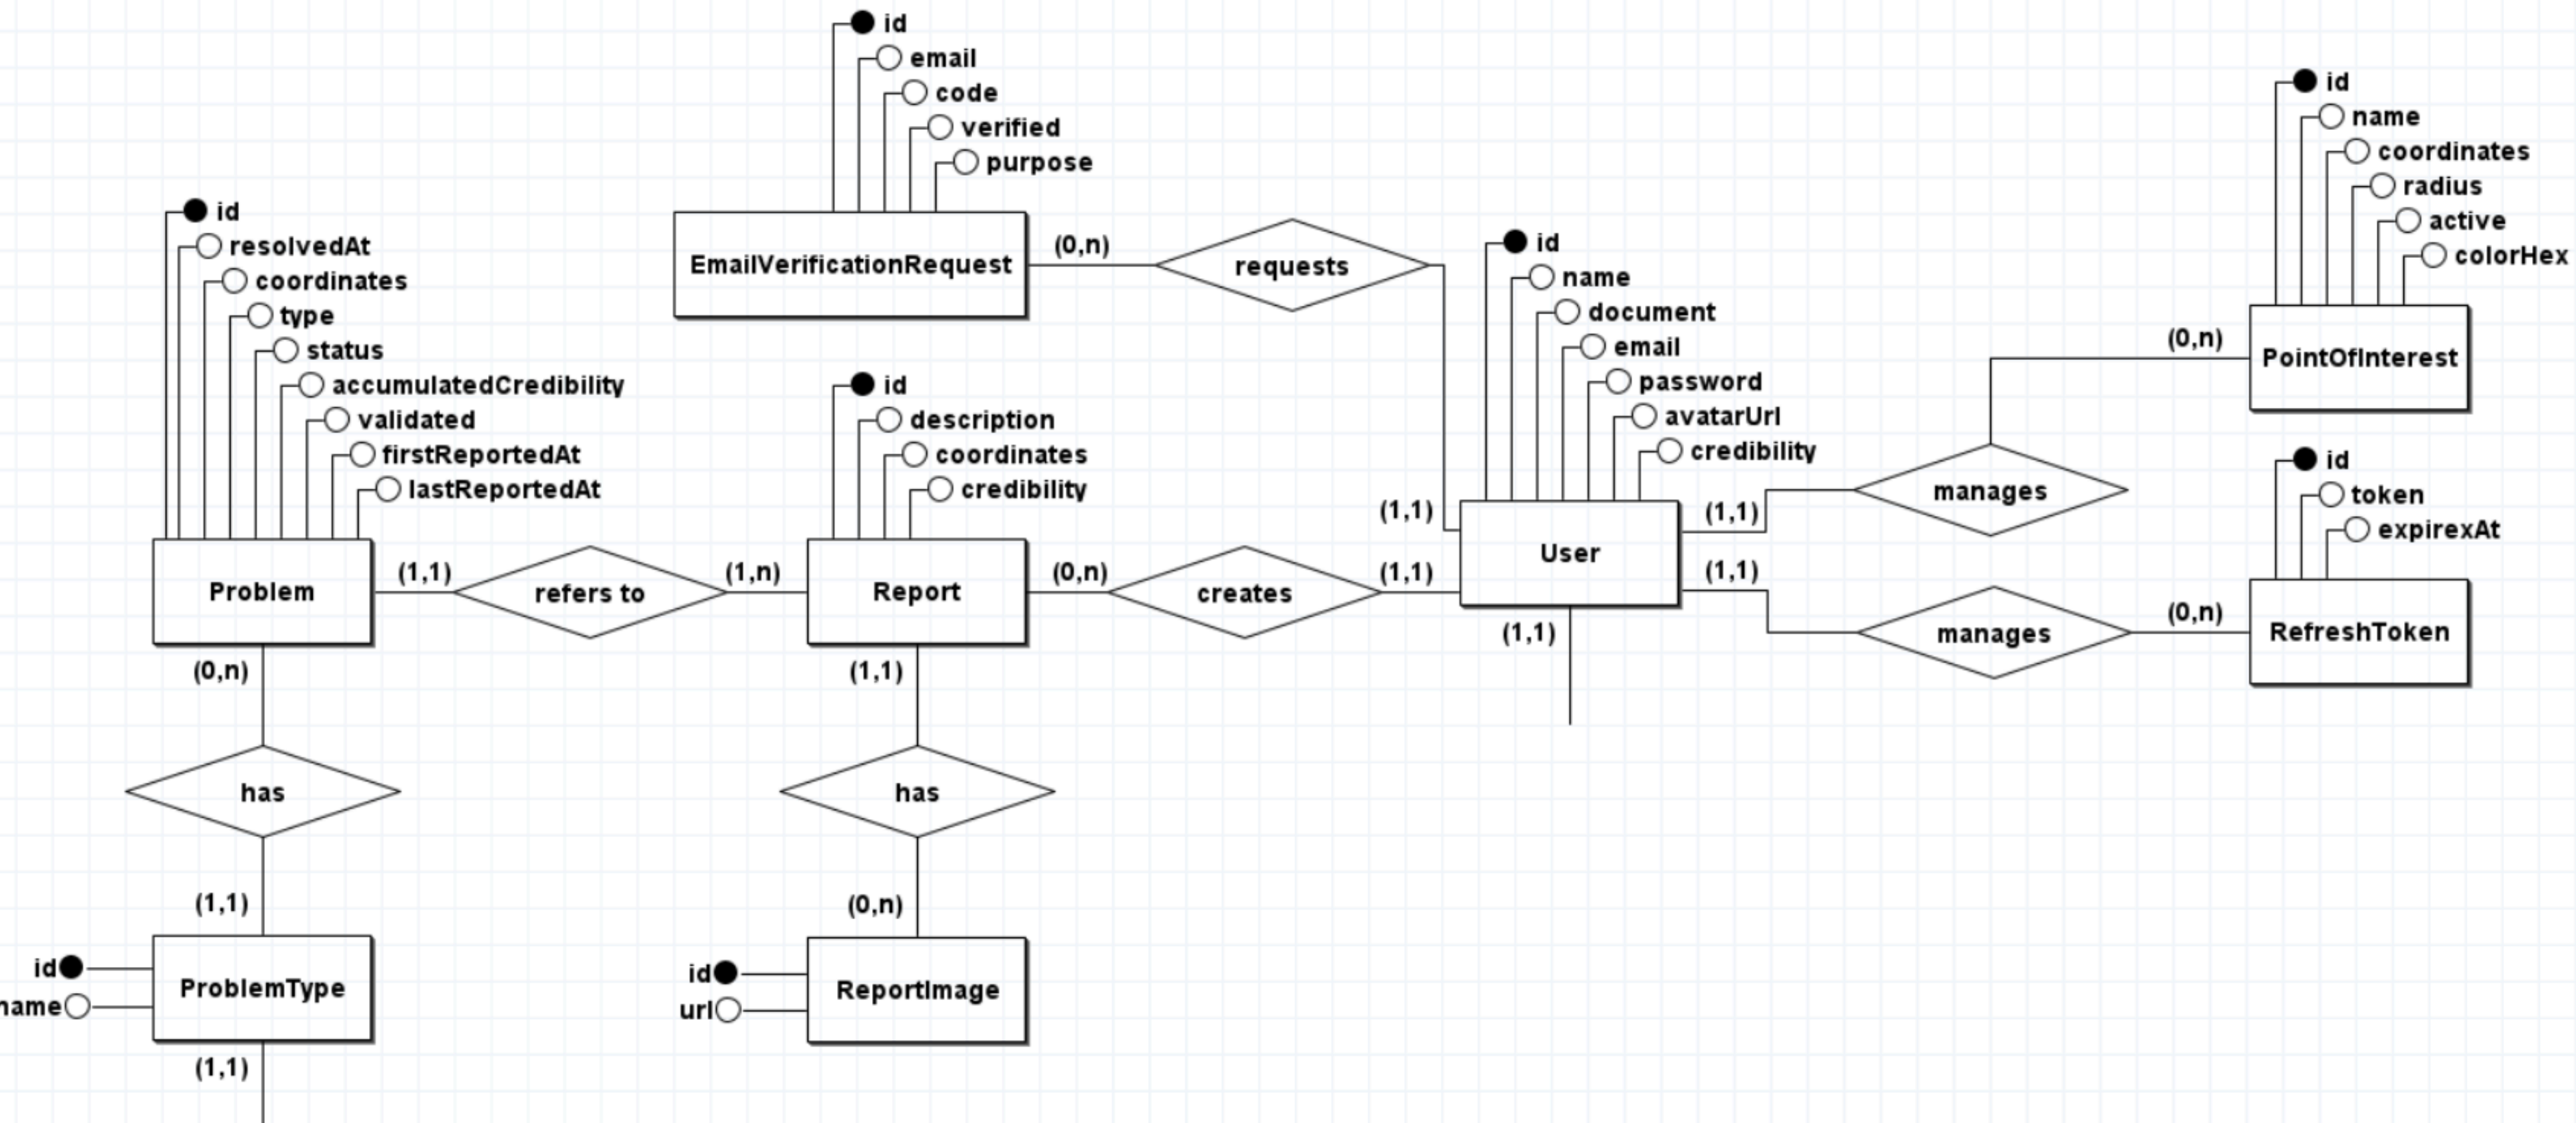 id
email
code
verified
purpose
EmailVerificationRequest
(0,n)
requests
id
resolvedAt
coordinates
type
status
accumulatedCredibility
validated
firstReportedAt
lastReportedAt
Problem
(1,1)
refers to
(1,n)
id
description
coordinates
credibility
Report
(0,n)
creates
(1,1)
(1,1)
id
name
document
email
password
avatarUrl
credibility
User
(1,1)
(1,1)
(1,1)
manages
(0,n)
id
name
coordinates
radius
active
colorHex
PointOfInterest
manages
(0,n)
id
token
expirexAt
RefreshToken
(0,n)
has
(1,1)
id
name
ProblemType
(1,1)
(1,1)
has
(0,n)
id
url
ReportImage